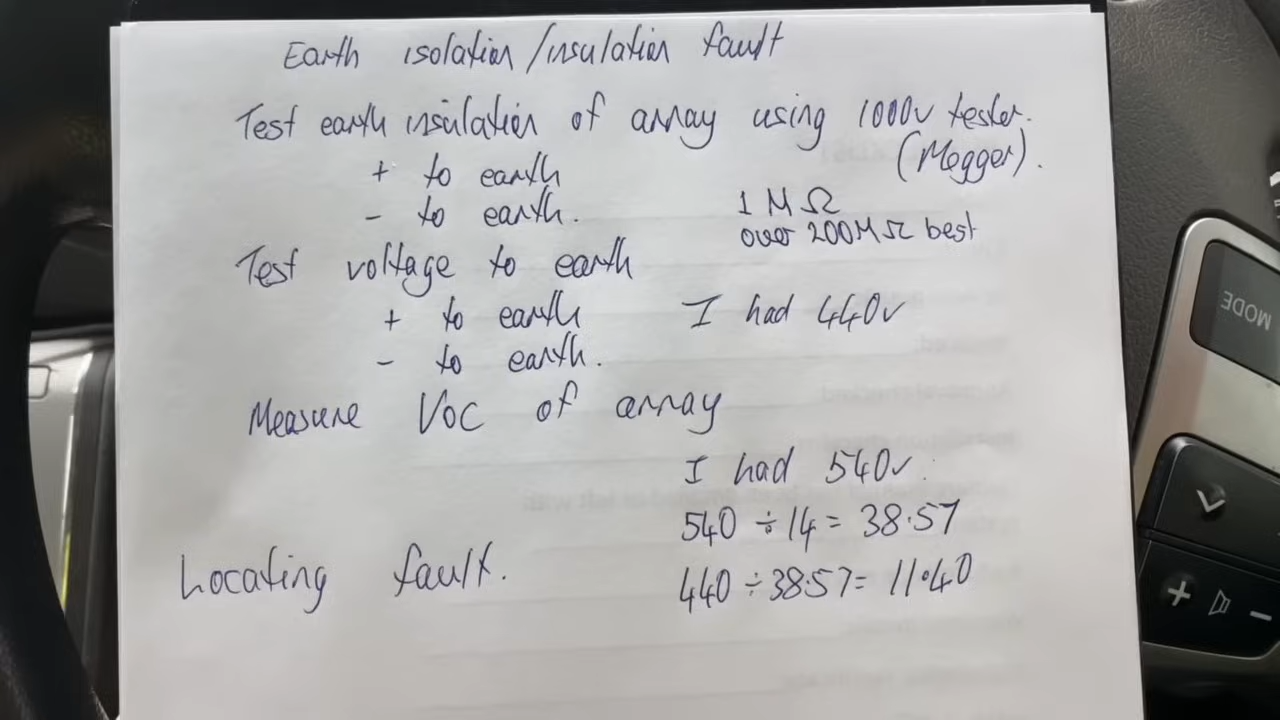 Earth isolation/insulation fault
Test earth insulation of array using 1000v tester.
(Megger).
+ to earth
- to earth.
1 M Ω
over 200M Ω best
Test voltage to earth
+ to earth
I had 440v
- to earth.
Measure Voc of array
I had 540v.
540 ÷ 14 = 38.57
Locating fault.
440 ÷ 38.57 = 11.40
MODE